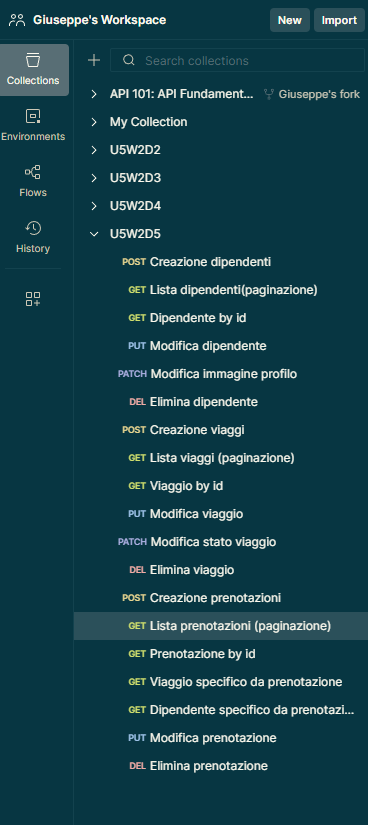 Giuseppe's Workspace New Import
Collections
Search collections
API 101: API Fundament... Giuseppe's fork
My Collection
Environments
U5W2D2
U5W2D3
Flows
U5W2D4
History
U5W2D5
POST Creazione dipendenti
GET Lista dipendenti(paginazione)
GET Dipendente by id
PUT Modifica dipendente
PATCH Modifica immagine profilo
DEL Elimina dipendente
POST Creazione viaggi
GET Lista viaggi (paginazione)
GET Viaggio by id
PUT Modifica viaggio
PATCH Modifica stato viaggio
DEL Elimina viaggio
POST Creazione prenotazioni
GET Lista prenotazioni (paginazione)
GET Prenotazione by id
GET Viaggio specifico da prenotazione
GET Dipendente specifico da prenotazi...
PUT Modifica prenotazione
DEL Elimina prenotazione